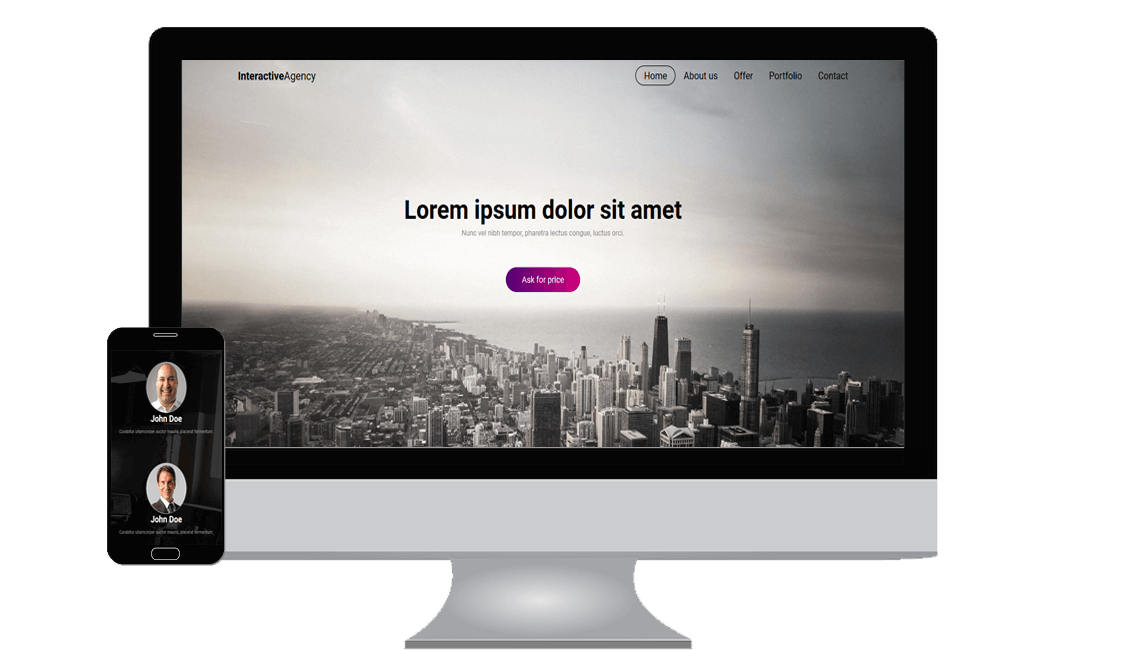 InteractiveAgency
Home About us Offer Portfolio Contact
Lorem ipsum dolor sit amet
Nunc vel nibh tempor, pharetra lectus congue, luctus orci.
Ask for price
John Doe
Curabitur ullamcorper auctor mauris, placerat fermentum.
John Doe
Curabitur ullamcorper auctor mauris, placerat fermentum.